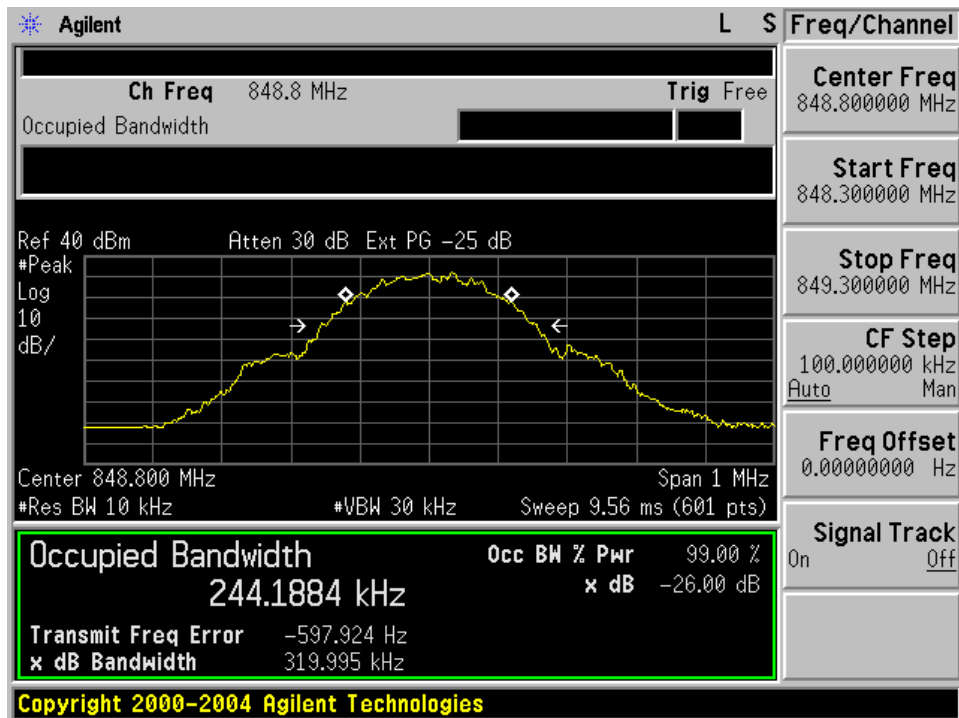 Agilent L S Freq/Channel
Ch Freq 848.8 MHz Trig Free
Occupied Bandwidth
Center Freq
848.800000 MHz
Start Freq
848.300000 MHz
Stop Freq
849.300000 MHz
CF Step
100.000000 kHz
Auto Man
Freq Offset
0.00000000 Hz
Signal Track
On Off
Ref 40 dBm Atten 30 dB Ext PG -25 dB
#Peak
Log
10
dB/
Center 848.800 MHz Span 1 MHz
#Res BW 10 kHz #VBW 30 kHz Sweep 9.56 ms (601 pts)
Occupied Bandwidth Occ BW % Pwr 99.00 %
244.1884 kHz x dB -26.00 dB
Transmit Freq Error -597.924 Hz
x dB Bandwidth 319.995 kHz
Copyright 2000-2004 Agilent Technologies